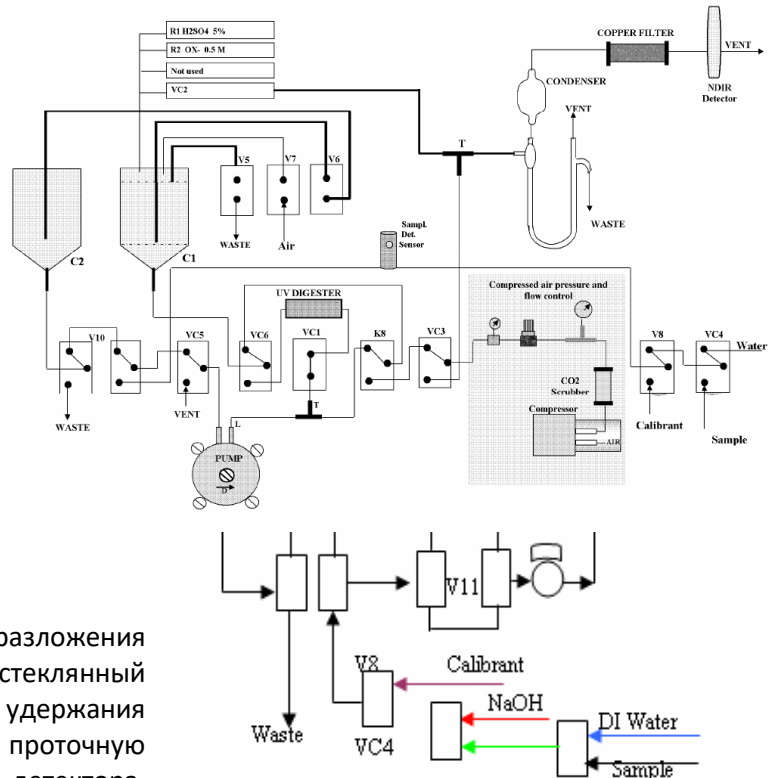 R1 H2SO4 5%
R2 OX- 0.5 M
Not used
VC2
COPPER FILTER
VENT
NDIR
Detector
CONDENSER
VENT
T
V5
V7
V6
WASTE
Air
WASTE
C2
C1
Sampl.
Det.
Sensor
UV DIGESTER
Compressed air pressure and
flow control
V10
VC5
VC6
VC1
K8
VC3
V8
VC4
Water
CO2
Scrubber
Compressor
AIR
WASTE
VENT
T
L
PUMP
D
Calibrant
Sample
V11
разложения
стеклянный
удержания
проточную
детектора
V8
Calibrant
NaOH
DI Water
Waste
VC4
Sample